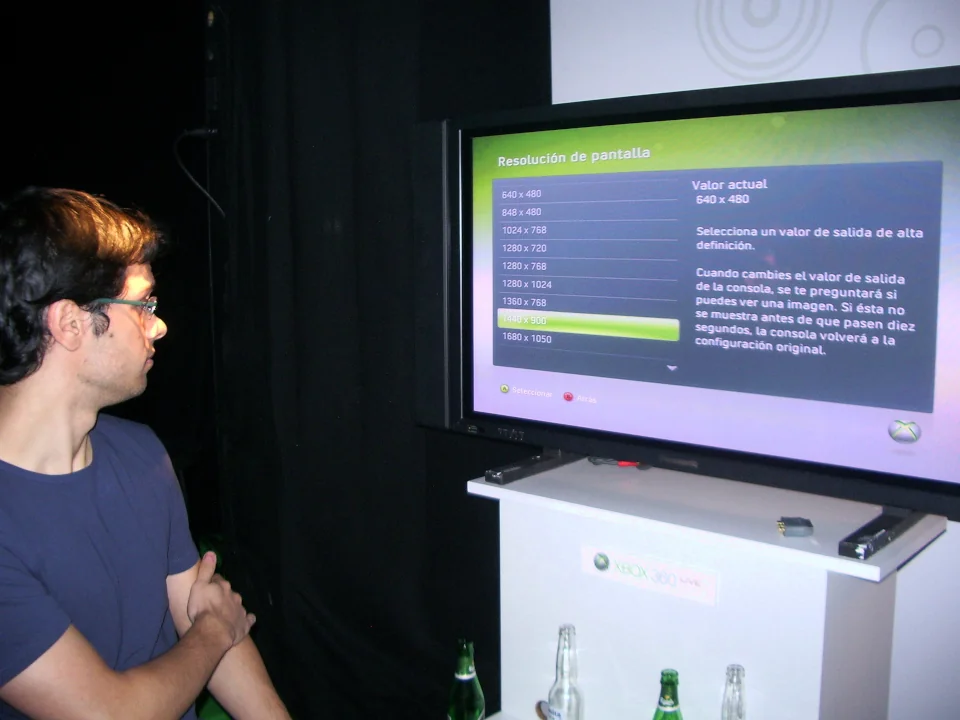 Resolución de pantalla
640 x 480
848 x 480
1024 x 768
1280 x 720
1280 x 768
1280 x 1024
1360 x 768
1440 x 900
1680 x 1050
Valor actual
640 x 480
Selecciona un valor de salida de alta
definición.
Cuando cambies el valor de salida
de la consola, se te preguntará si
puedes ver una imagen. Si ésta no
se muestra antes de que pasen diez
segundos, la consola volverá a la
configuración original.
Seleccionar
Atrás
XBOX 360 LIVE